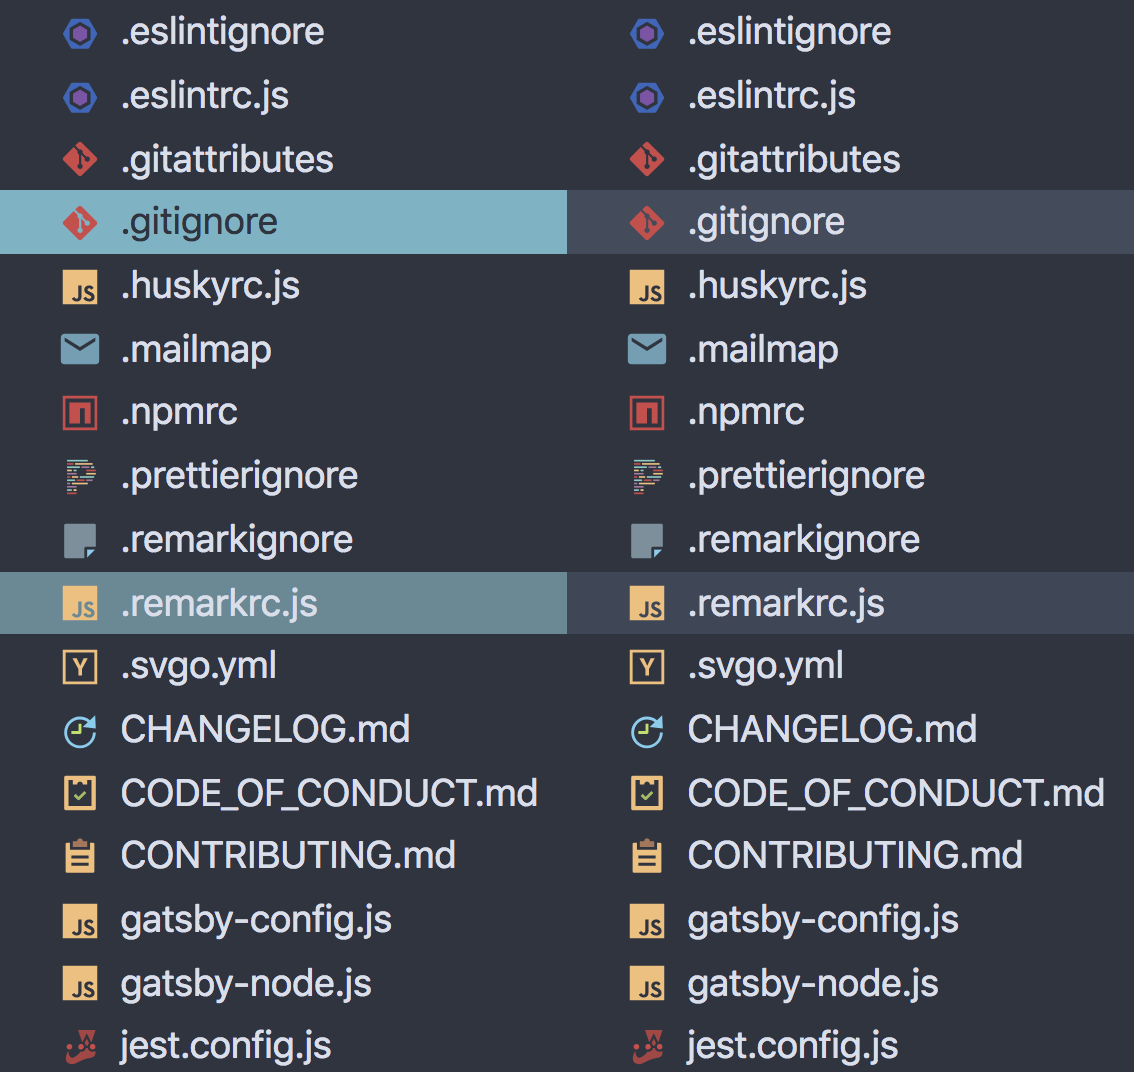 .eslintignore
.eslintrc.js
.gitattributes
.gitignore
JS .huskyrc.js
.mailmap
.npmrc
.prettierignore
.remarkignore
JS .remarkrc.js
Y .svgo.yml
CHANGELOG.md
CODE_OF_CONDUCT.md
CONTRIBUTING.md
JS gatsby-config.js
JS gatsby-node.js
jest.config.js
.eslintignore
.eslintrc.js
.gitattributes
.gitignore
JS .huskyrc.js
.mailmap
.npmrc
.prettierignore
.remarkignore
JS .remarkrc.js
Y .svgo.yml
CHANGELOG.md
CODE_OF_CONDUCT.md
CONTRIBUTING.md
JS gatsby-config.js
JS gatsby-node.js
jest.config.js